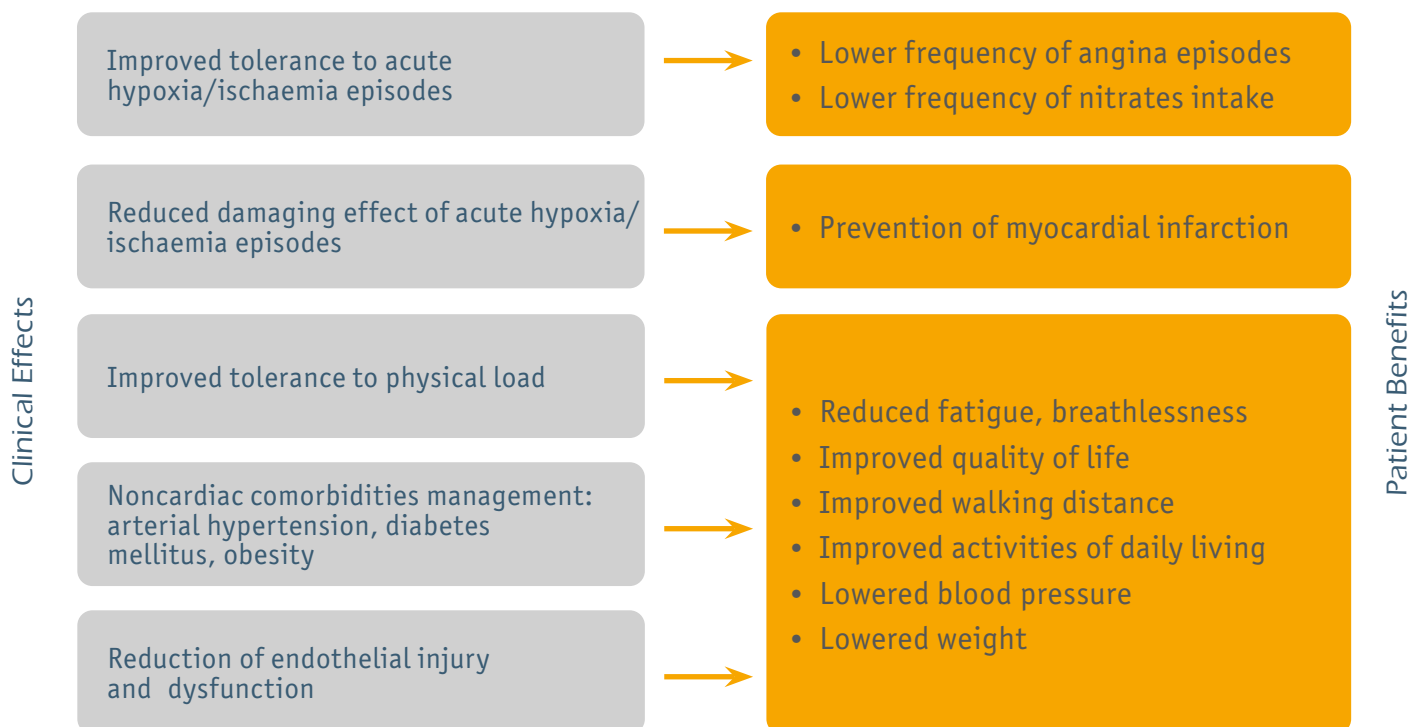 Clinical Effects
Improved tolerance to acute
hypoxia/ischaemia episodes
• Lower frequency of angina episodes
• Lower frequency of nitrates intake
Reduced damaging effect of acute hypoxia/
ischaemia episodes
• Prevention of myocardial infarction
Improved tolerance to physical load
Noncardiac comorbidities management:
arterial hypertension, diabetes
mellitus, obesity
Reduction of endothelial injury
and dysfunction
• Reduced fatigue, breathlessness
• Improved quality of life
• Improved walking distance
• Improved activities of daily living
• Lowered blood pressure
• Lowered weight
Patient Benefits